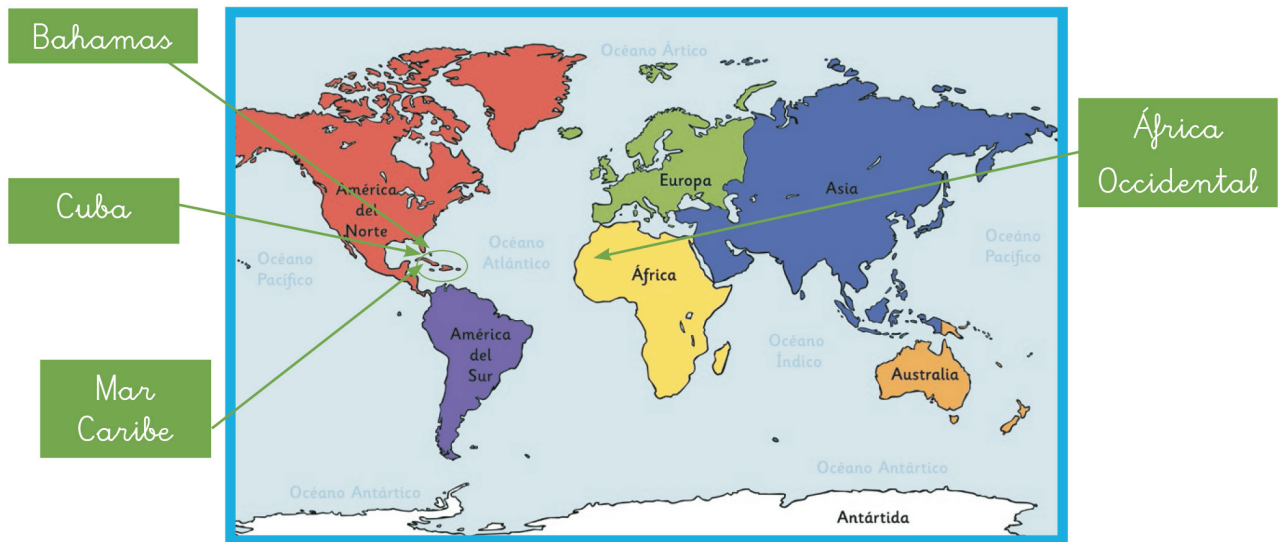 Bahamas
Cuba
Mar
Caribe
África
Occidental
Océano Ártico
América
del
Norte
Europa
Asia
Océano
Pacífico
Océano
Atlántico
África
Océano
Pacífico
América
del
Sur
Océano
Índico
Australia
Océano Antártico
Océano Antártico
Antártida